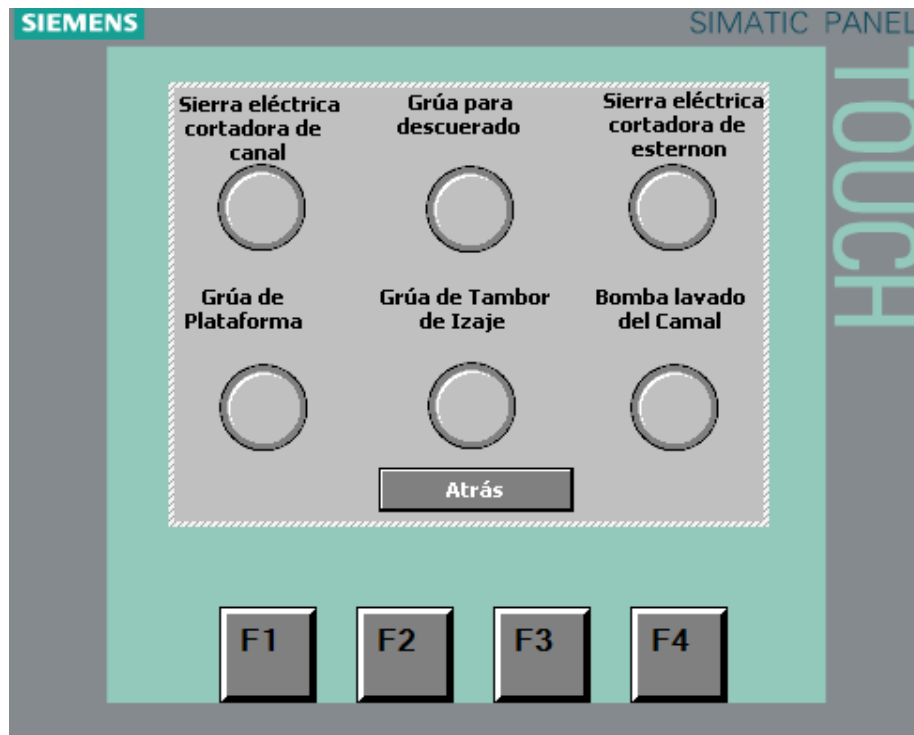 SIEMENS
SIMATIC PANEL
TOUCH
Sierra eléctrica
cortadora de
canal
Grúa para
descuerado
Sierra eléctrica
cortadora de
esternon
Grúa de
Plataforma
Grúa de Tambor
de Izaje
Bomba lavado
del Camal
Atrás
F1
F2
F3
F4